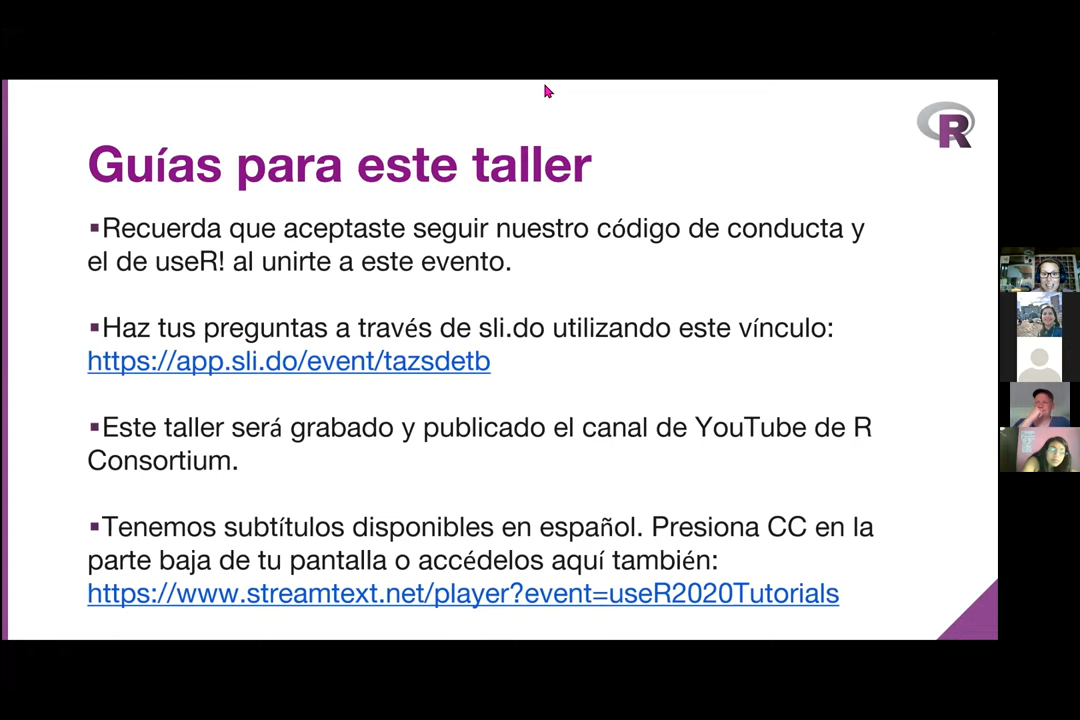 R
Guías para este taller
▪Recuerda que aceptaste seguir nuestro código de conducta y
el de useR! al unirte a este evento.
▪Haz tus preguntas a través de sli.do utilizando este vínculo:
https://app.sli.do/event/tazsdetb
▪Este taller será grabado y publicado el canal de YouTube de R
Consortium.
▪Tenemos subtítulos disponibles en español. Presiona CC en la
parte baja de tu pantalla o accédelos aquí también:
https://www.streamtext.net/player?event=useR2020Tutorials